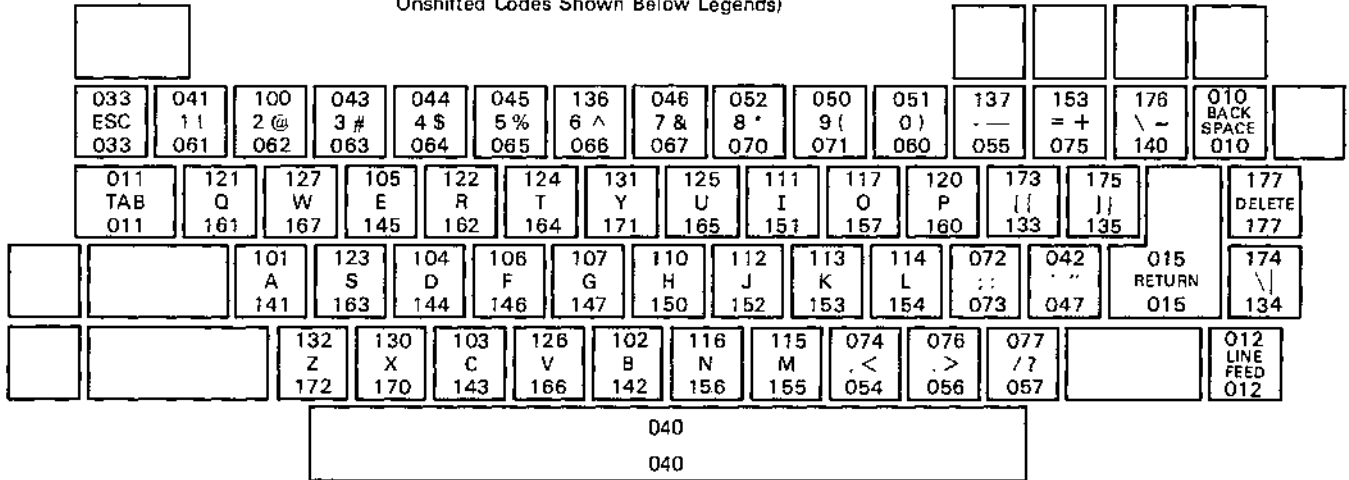 Unshifted Codes Shown Below Legends)
033 041 100 043 044 045 136 046 052 050 051 137 153 176 010
ESC 1 ! 2 @ 3 # 4 $ 5 % 6 ^ 7 & 8 * 9 ( 0 ) - — = + \ ~ BACK SPACE
033 061 062 063 064 065 066 067 070 071 060 055 075 140 010
011 121 127 105 122 124 131 125 111 117 120 173 175 177
TAB Q W E R T Y U I O P [ { ] } DELETE
011 161 167 145 162 164 171 165 151 157 160 133 135 177
101 123 104 106 107 110 112 113 114 072 042 015 174
A S D F G H J K L ; : ' " RETURN \ |
141 163 144 146 147 150 152 153 154 073 047 015 134
132 130 103 126 102 116 115 074 076 077 012
Z X C V B N M , < . > / ? LINE FEED
172 170 143 166 142 156 155 054 056 057 012
040
040